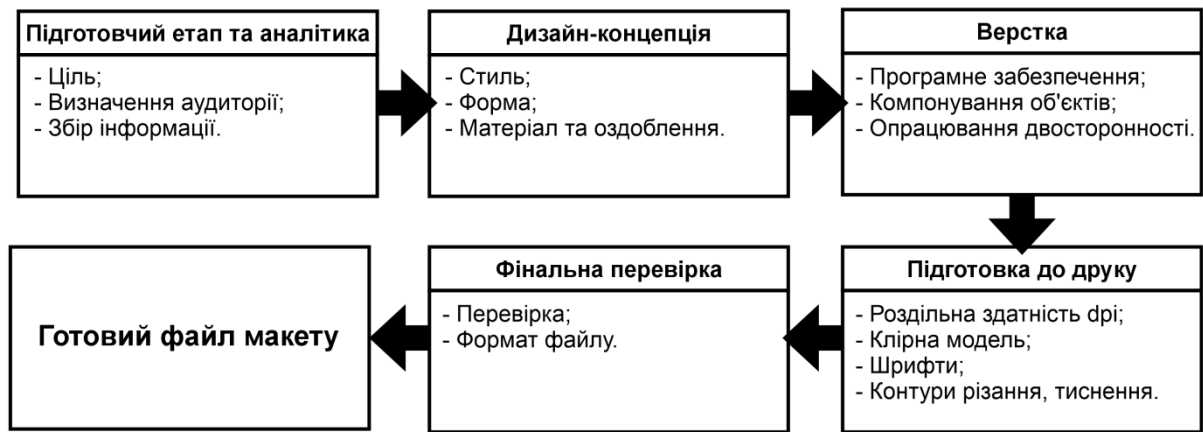 Підготовчий етап та аналітика
- Ціль;
- Визначення аудиторії;
- Збір інформації.
Дизайн-концепція
- Стиль;
- Форма;
- Матеріал та оздоблення.
Верстка
- Програмне забезпечення;
- Компонування об'єктів;
- Опрацювання двосторонності.
Підготовка до друку
- Роздільна здатність dpi;
- Клірна модель;
- Шрифти;
- Контури різання, тиснення.
Фінальна перевірка
- Перевірка;
- Формат файлу.
Готовий файл макету